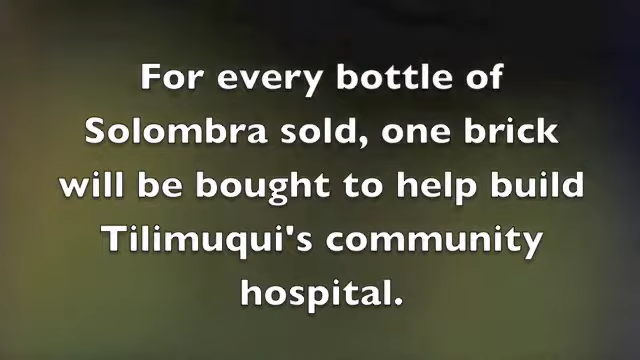 For every bottle of
Solombra sold, one brick
will be bought to help build
Tilimuqui's community
hospital.